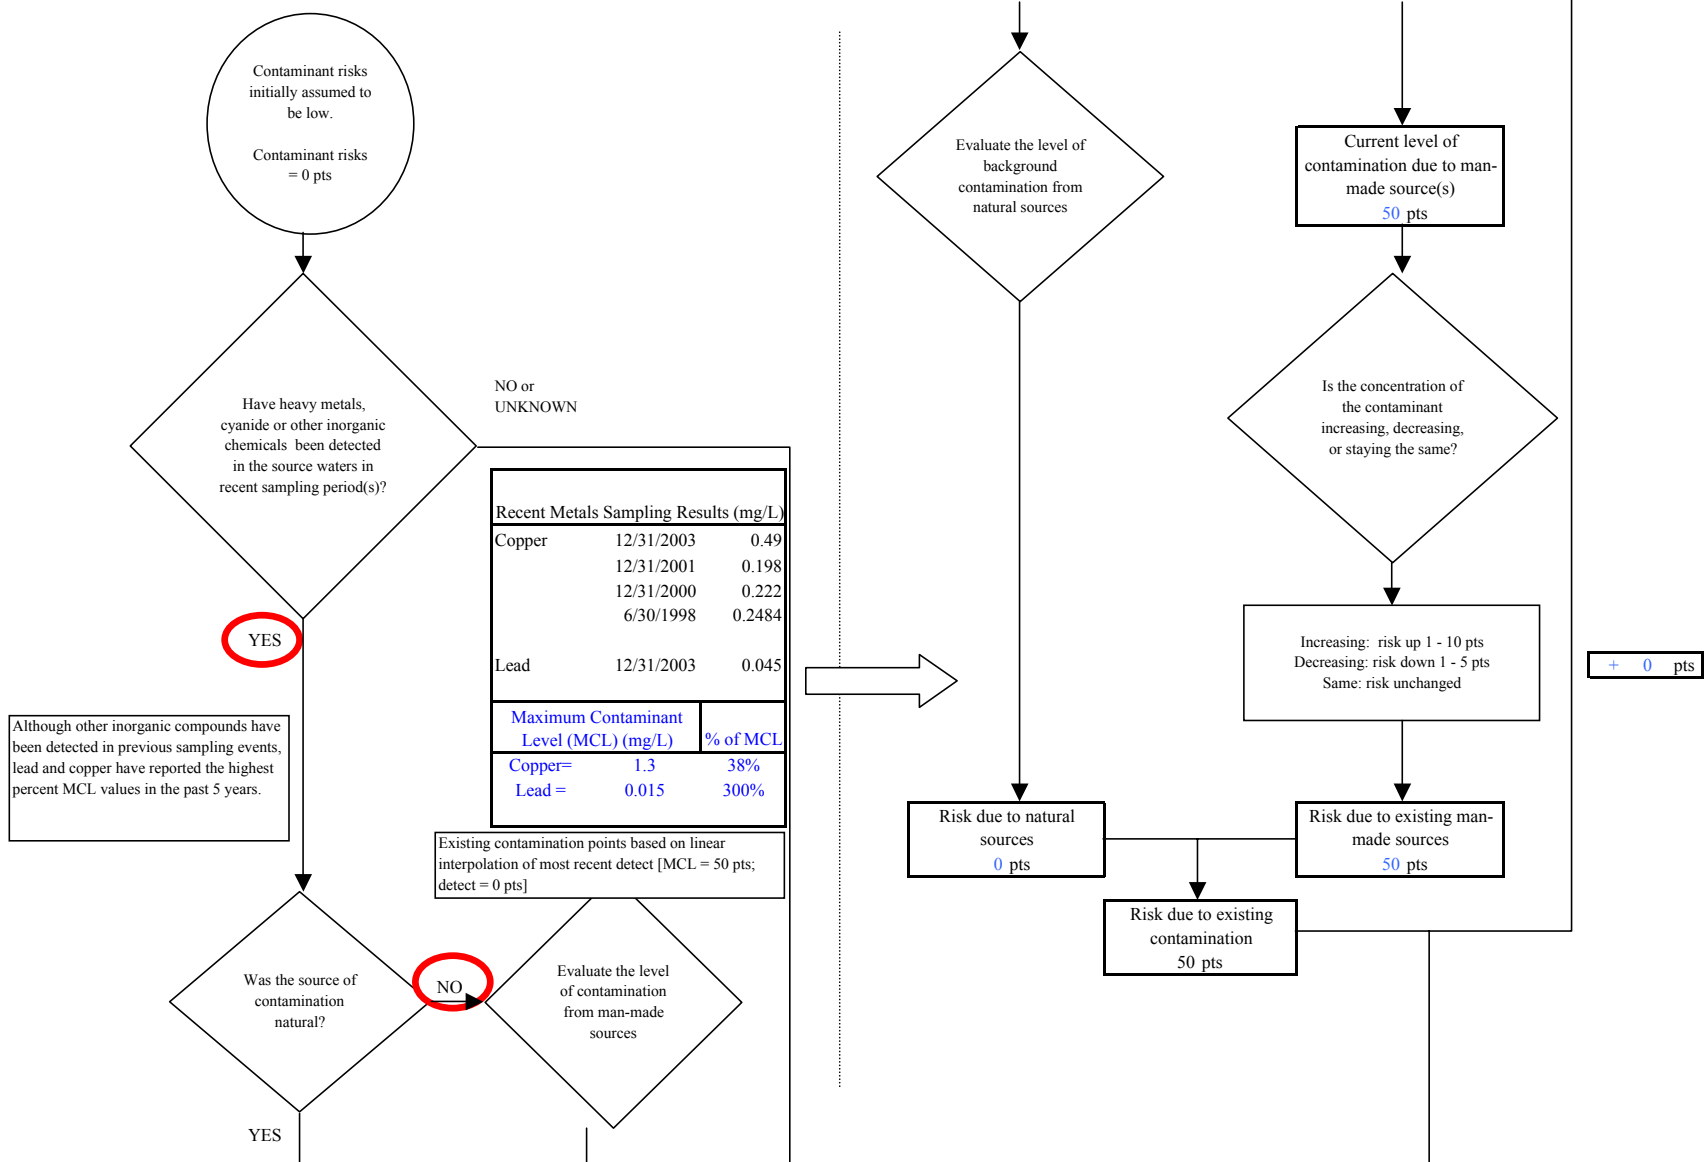 Contaminant risks
initially assumed to
be low.
Contaminant risks
= 0 pts
Have heavy metals,
cyanide or other inorganic
chemicals been detected
in the source waters in
recent sampling period(s)?
NO or
UNKNOWN
YES
Recent Metals Sampling Results (mg/L)
Copper 12/31/2003 0.49
12/31/2001 0.198
12/31/2000 0.222
6/30/1998 0.2484
Lead 12/31/2003 0.045
Maximum Contaminant
Level (MCL) (mg/L) % of MCL
Copper= 1.3 38%
Lead = 0.015 300%
Although other inorganic compounds have
been detected in previous sampling events,
lead and copper have reported the highest
percent MCL values in the past 5 years.
Existing contamination points based on linear
interpolation of most recent detect [MCL = 50 pts;
detect = 0 pts]
Was the source of
contamination
natural?
NO
Evaluate the level
of contamination
from man-made
sources
YES
Evaluate the level of
background
contamination from
natural sources
Current level of
contamination due to man-
made source(s)
50 pts
Is the concentration of
the contaminant
increasing, decreasing,
or staying the same?
Increasing: risk up 1 - 10 pts
Decreasing: risk down 1 - 5 pts
Same: risk unchanged
+ 0 pts
Risk due to natural
sources
0 pts
Risk due to existing man-
made sources
50 pts
Risk due to existing
contamination
50 pts